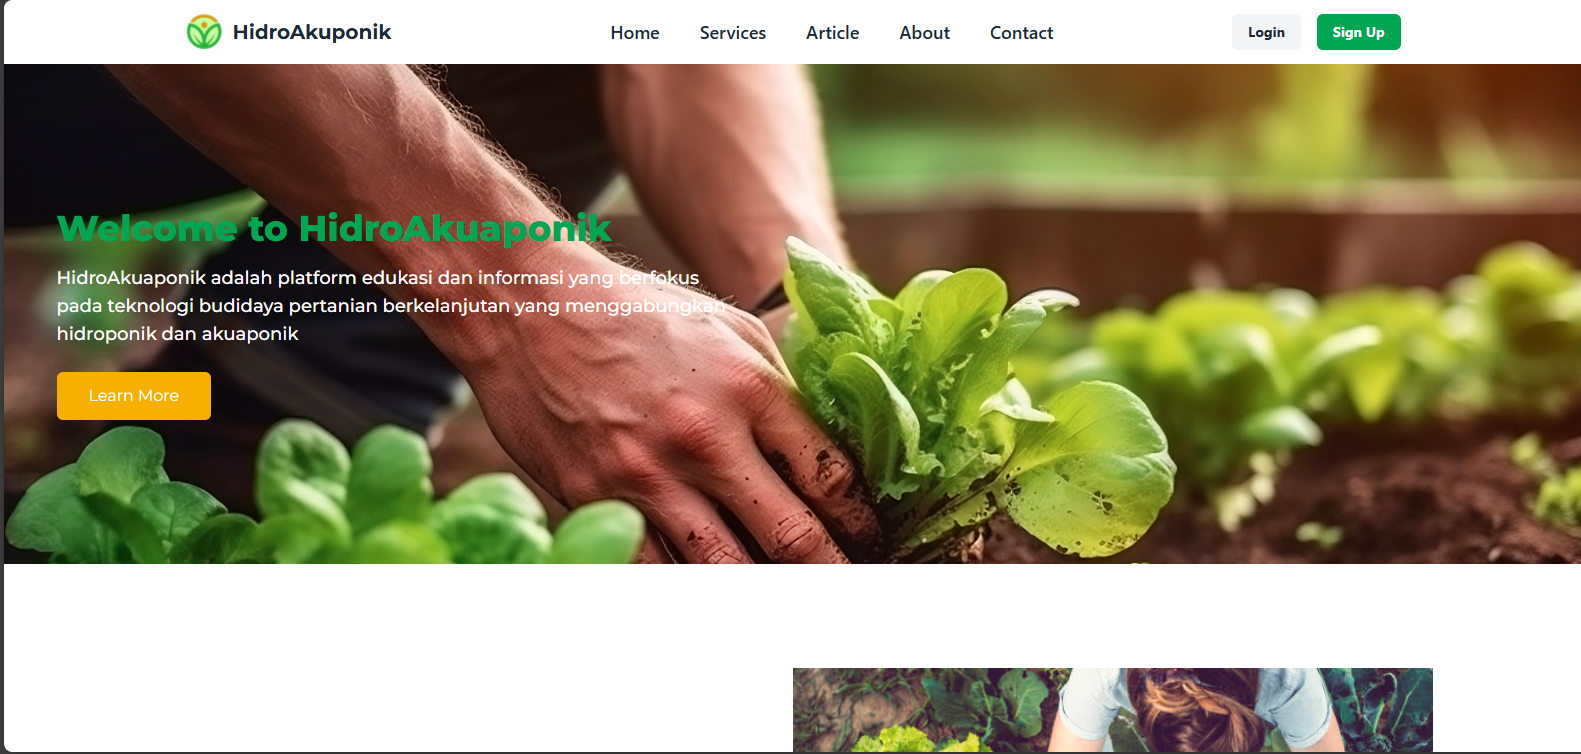 HidroAkuponik
Home
Services
Article
About
Contact
Login
Sign Up
Welcome to HidroAkuaponik
HidroAkuaponik adalah platform edukasi dan informasi yang berfokus
pada teknologi budidaya pertanian berkelanjutan yang menggabungkan
hidroponik dan akuaponik
Learn More